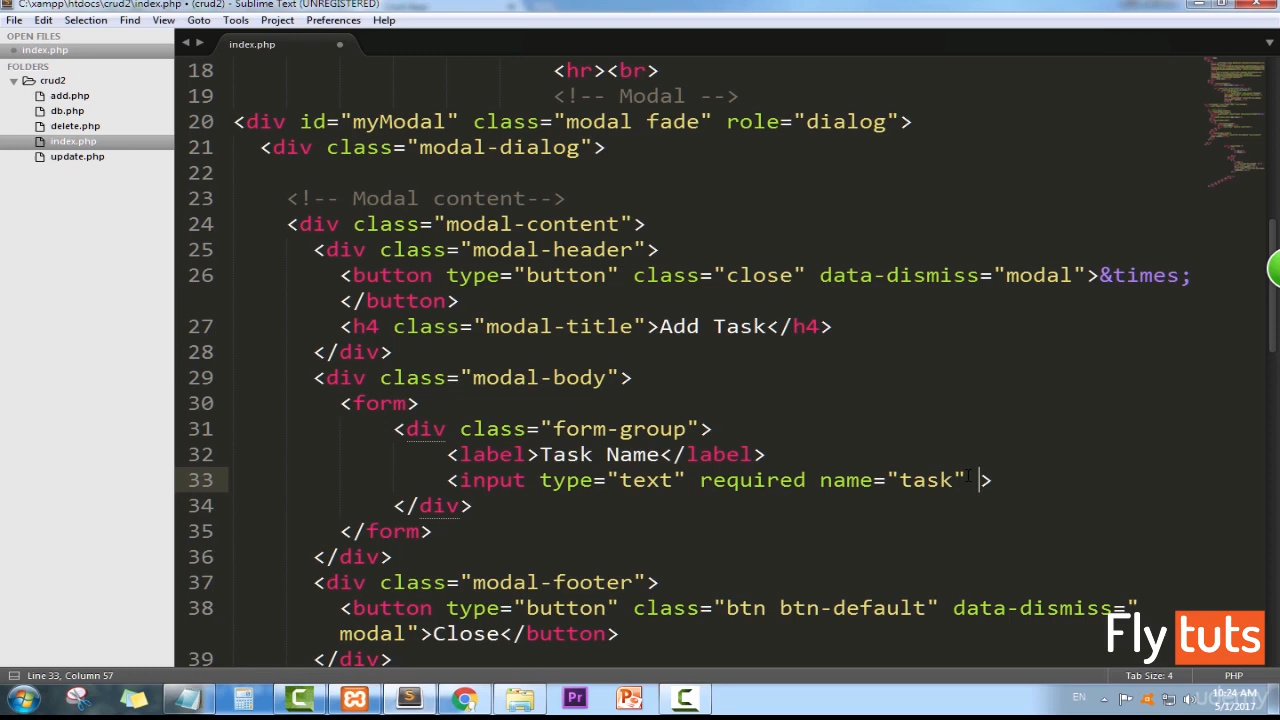 C:\xampp\htdocs\crud2\index.php • (crud2) - Sublime Text (UNREGISTERED)
File Edit Selection Find View Goto Tools Project Preferences Help
OPEN FILES
index.php
FOLDERS
crud2
add.php
db.php
delete.php
index.php
update.php
index.php
18 <hr><br>
19 <!-- Modal -->
20 <div id="myModal" class="modal fade" role="dialog">
21 <div class="modal-dialog">
22
23 <!-- Modal content-->
24 <div class="modal-content">
25 <div class="modal-header">
26 <button type="button" class="close" data-dismiss="modal">&times;
</button>
27 <h4 class="modal-title">Add Task</h4>
28 </div>
29 <div class="modal-body">
30 <form>
31 <div class="form-group">
32 <label>Task Name</label>
33 <input type="text" required name="task" >
34 </div>
35 </form>
36 </div>
37 <div class="modal-footer">
38 <button type="button" class="btn btn-default" data-dismiss="
modal">Close</button>
39 </div>
Fly tuts
Line 33, Column 57
Tab Size: 4
PHP
Pr
EN
10:24 AM
5/1/2017